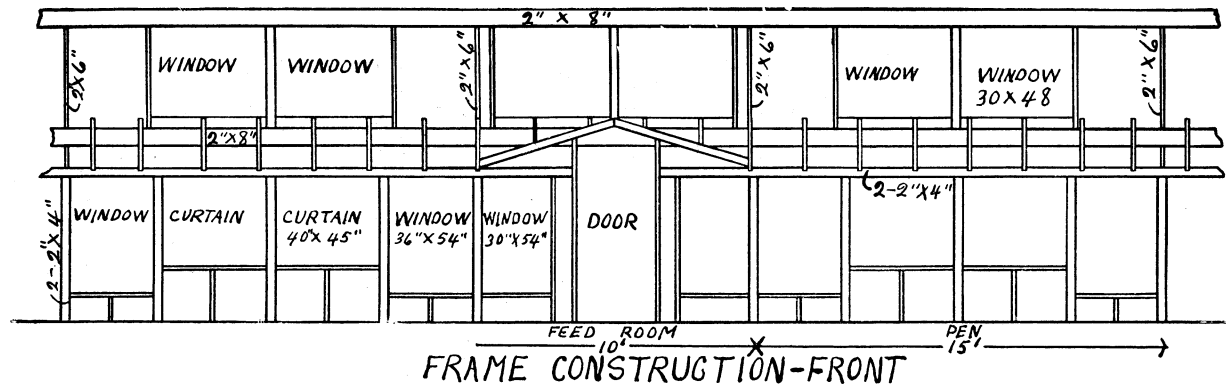 2" X 8"
2X6"
WINDOW
WINDOW
2"X6"
2"X6"
WINDOW
WINDOW
30X48
2"X6"
2"X8"
2-2"X4"
2-2"X4"
WINDOW
CURTAIN
CURTAIN
40"X45"
WINDOW
36"X54"
WINDOW
30"X54"
DOOR
FEED ROOM
10'
PEN
15'
FRAME CONSTRUCTION-FRONT